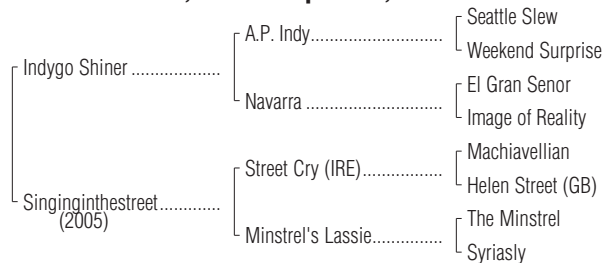 Indygo Shiner ....................
A.P. Indy..............................
Seattle Slew
Weekend Surprise
Navarra ...............................
El Gran Senor
Image of Reality
Singinginthestreet..............
(2005)
Street Cry (IRE)..................
Machiavellian
Helen Street (GB)
Minstrel's Lassie................
The Minstrel
Syriasly